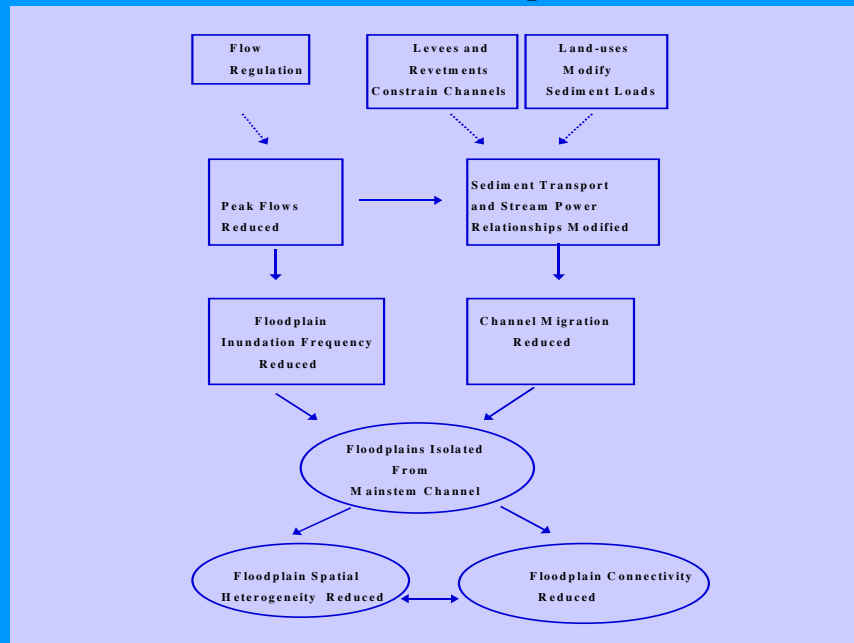 Flow
Regulation
Levees and
Revetments
Constrain Channels
Land-uses
Modify
Sediment Loads
Peak Flows
Reduced
Sediment Transport
and Stream Power
Relationships Modified
Floodplain
Inundation Frequency
Reduced
Channel Migration
Reduced
Floodplains Isolated
From
Mainstem Channel
Floodplain Spatial
Heterogeneity Reduced
Floodplain Connectivity
Reduced